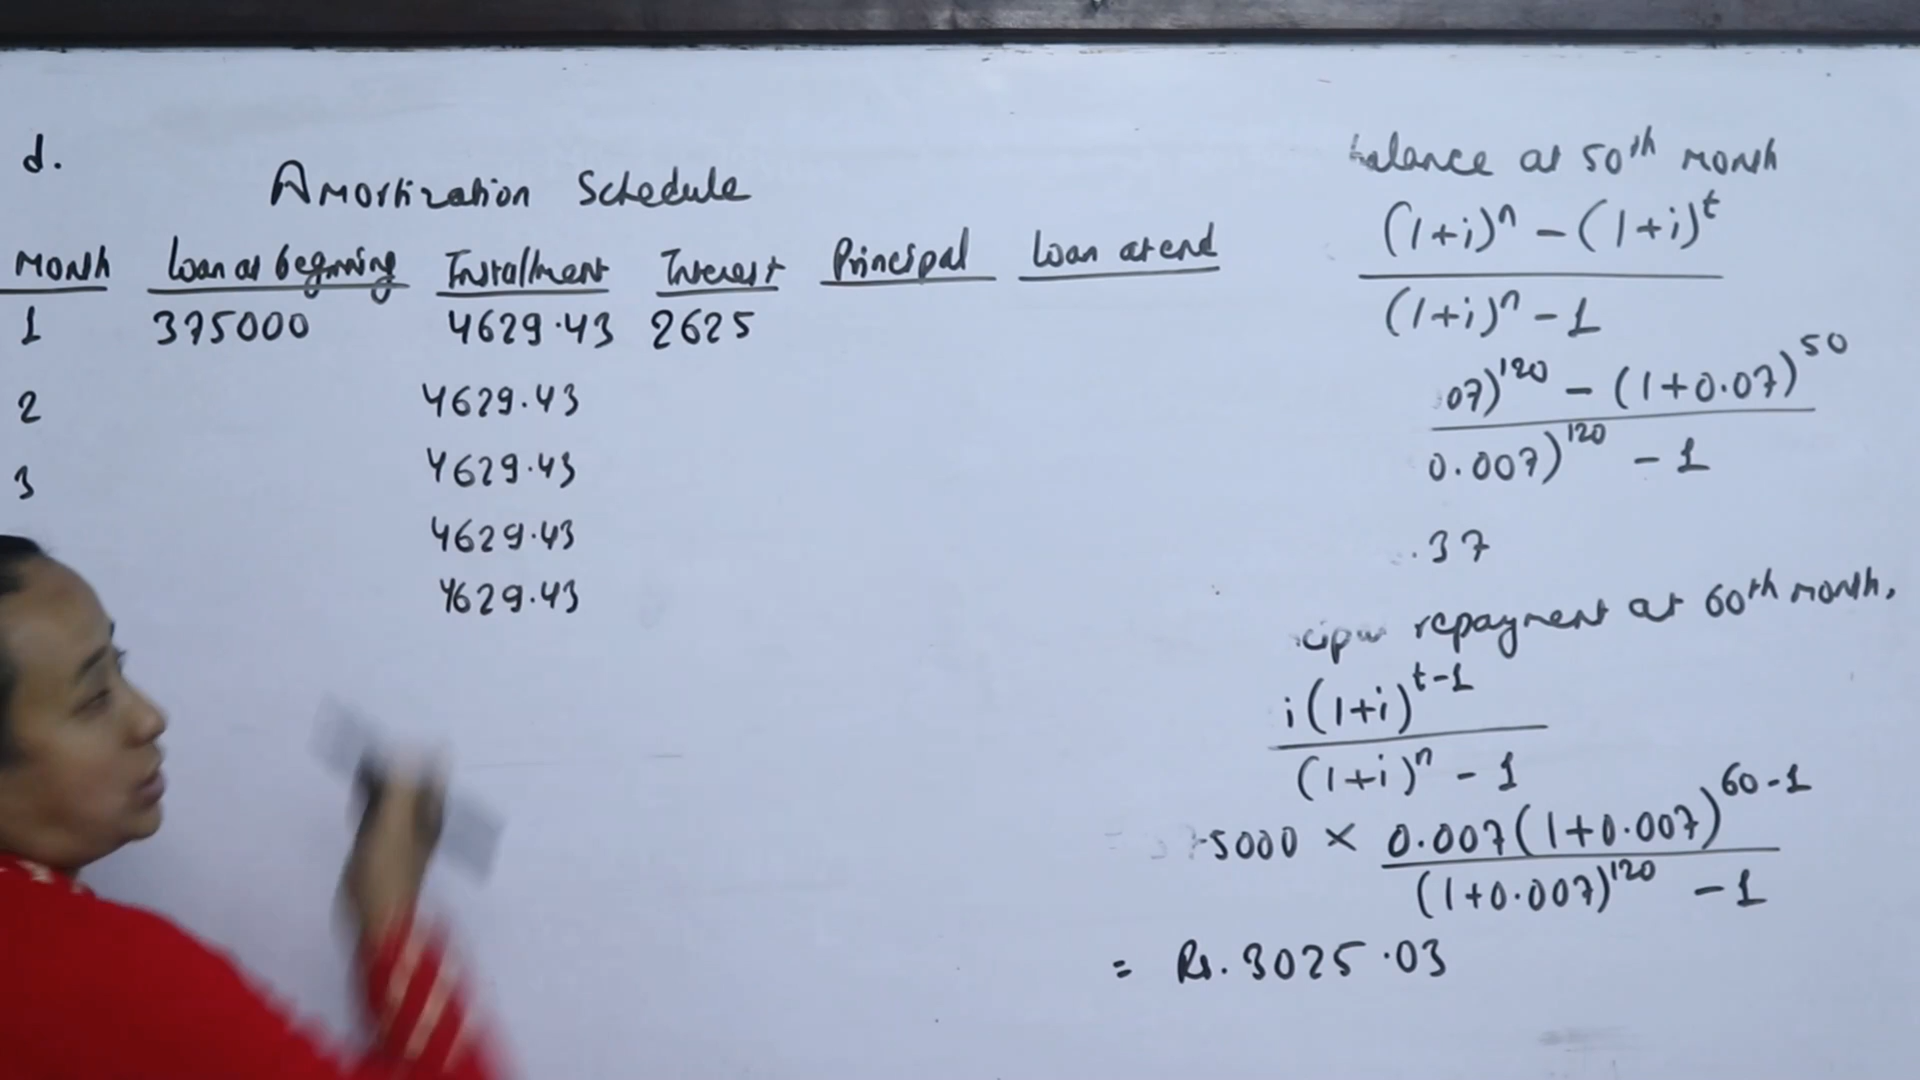 d.
Amortization Schedule
Month Loan at beginning Installment Interest Principal Loan at end
1 375000 4629.43 2625
2 4629.43
3 4629.43
4629.43
4629.43
balance at 50th month
(1+i)^n - (1+i)^t
(1+i)^n - 1
07)^120 - (1+0.07)^50
0.007)^120 - 1
.37
repayment at 60th month.
i(1+i)^t-1
(1+i)^n - 1
5000 × 0.007(1+0.007)^60-1
(1+0.007)^120 - 1
= Rs. 3025.03